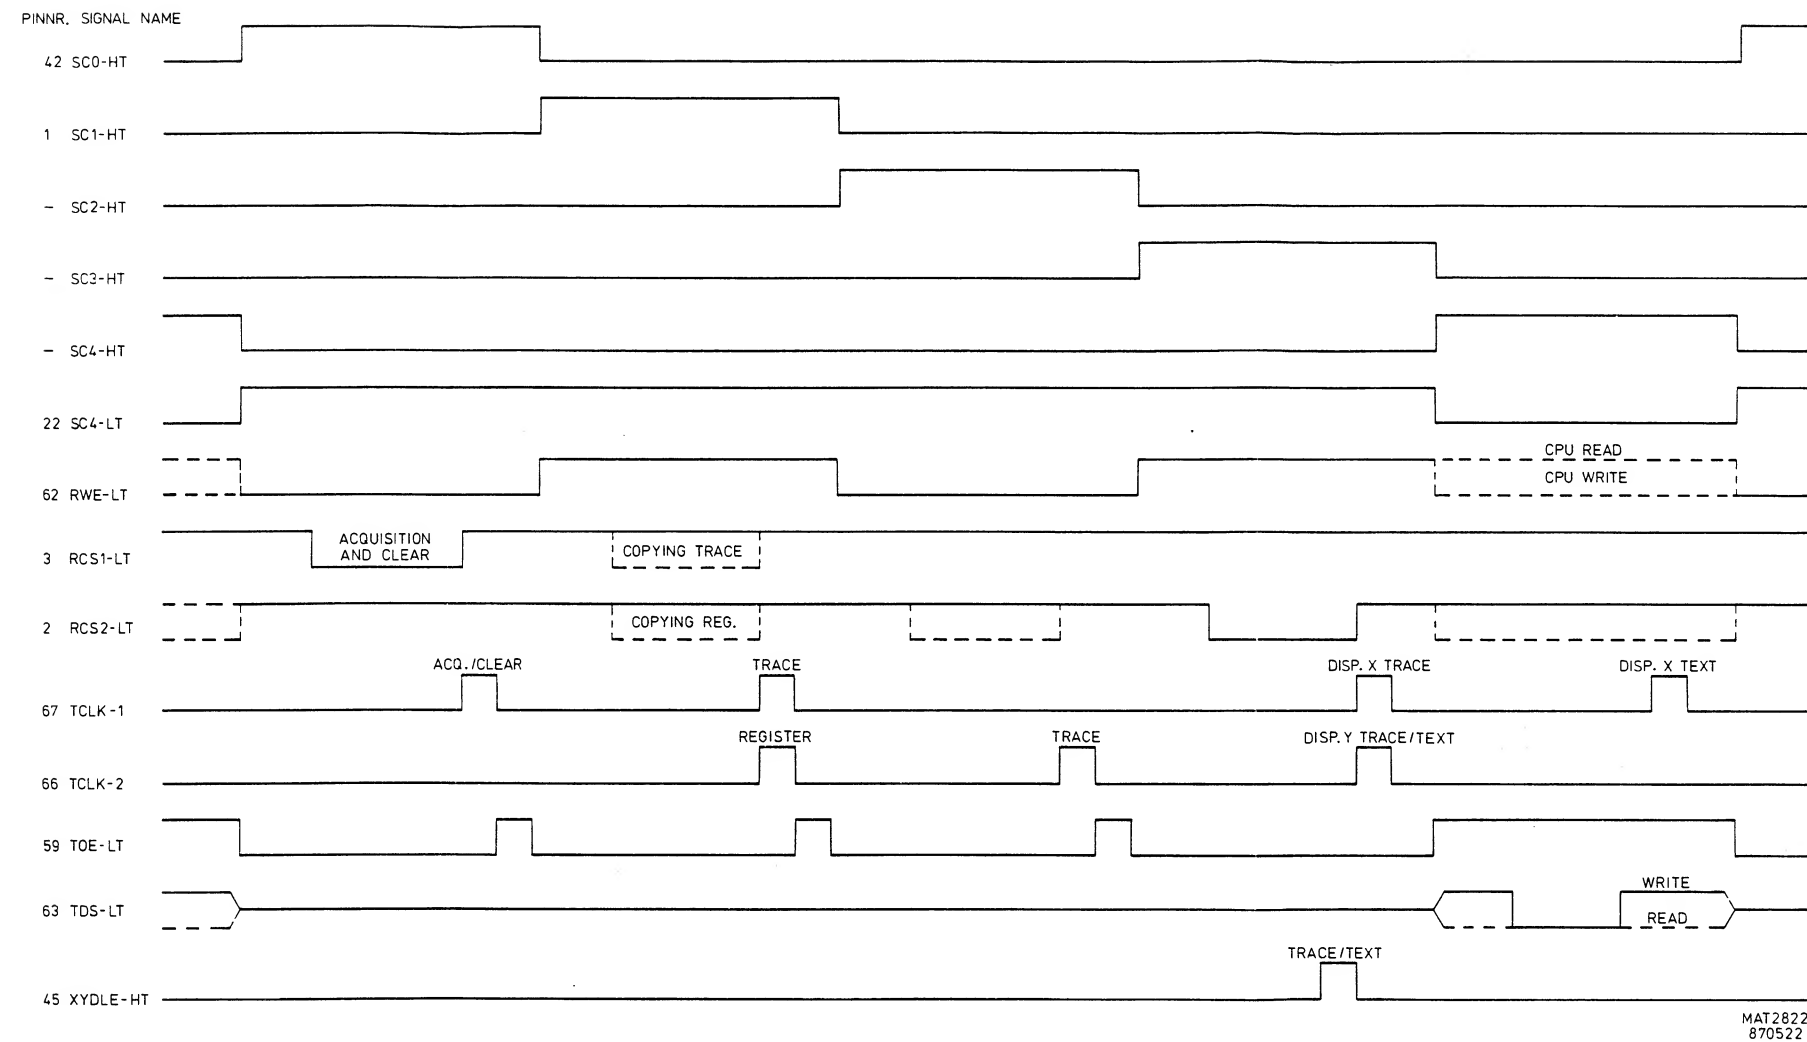 PINNR. SIGNAL NAME
42 SC0-HT
1 SC1-HT
- SC2-HT
- SC3-HT
- SC4-HT
22 SC4-LT
CPU READ
CPU WRITE
62 RWE-LT
ACQUISITION
AND CLEAR
COPYING TRACE
3 RCS1-LT
COPYING REG.
2 RCS2-LT
ACQ./CLEAR TRACE DISP. X TRACE DISP. X TEXT
67 TCLK-1
REGISTER TRACE DISP.Y TRACE/TEXT
66 TCLK-2
59 TOE-LT
WRITE
63 TDS-LT
READ
TRACE/TEXT
45 XYDLE-HT
MAT2822
870522